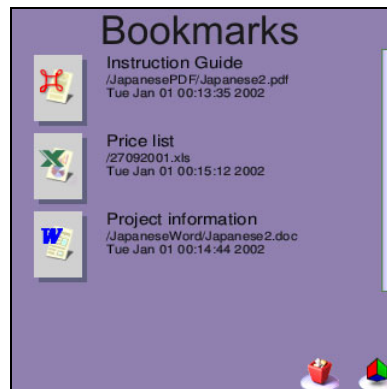 Bookmarks
Instruction Guide
/JapanesePDF/Japanese2.pdf
Tue Jan 01 00:13:35 2002
Price list
/27092001.xls
Tue Jan 01 00:15:12 2002
Project information
/JapaneseWord/Japanese2.doc
Tue Jan 01 00:14:44 2002